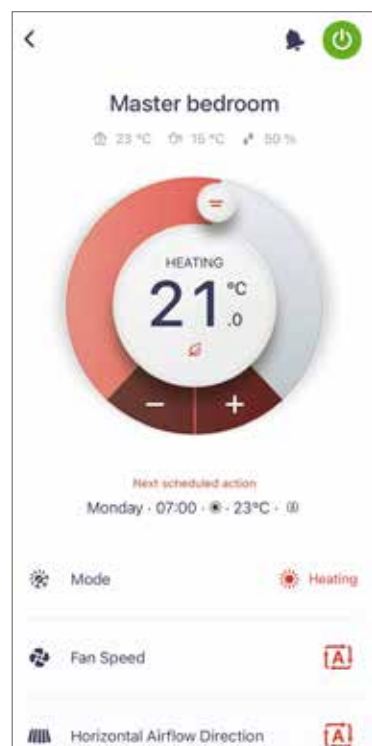 Master bedroom
23 °C 15 °C 50 %
HEATING
21.0 °C
− +
Next scheduled action
Monday · 07:00 · 23°C ·
Mode Heating
Fan Speed A
Horizontal Airflow Direction A